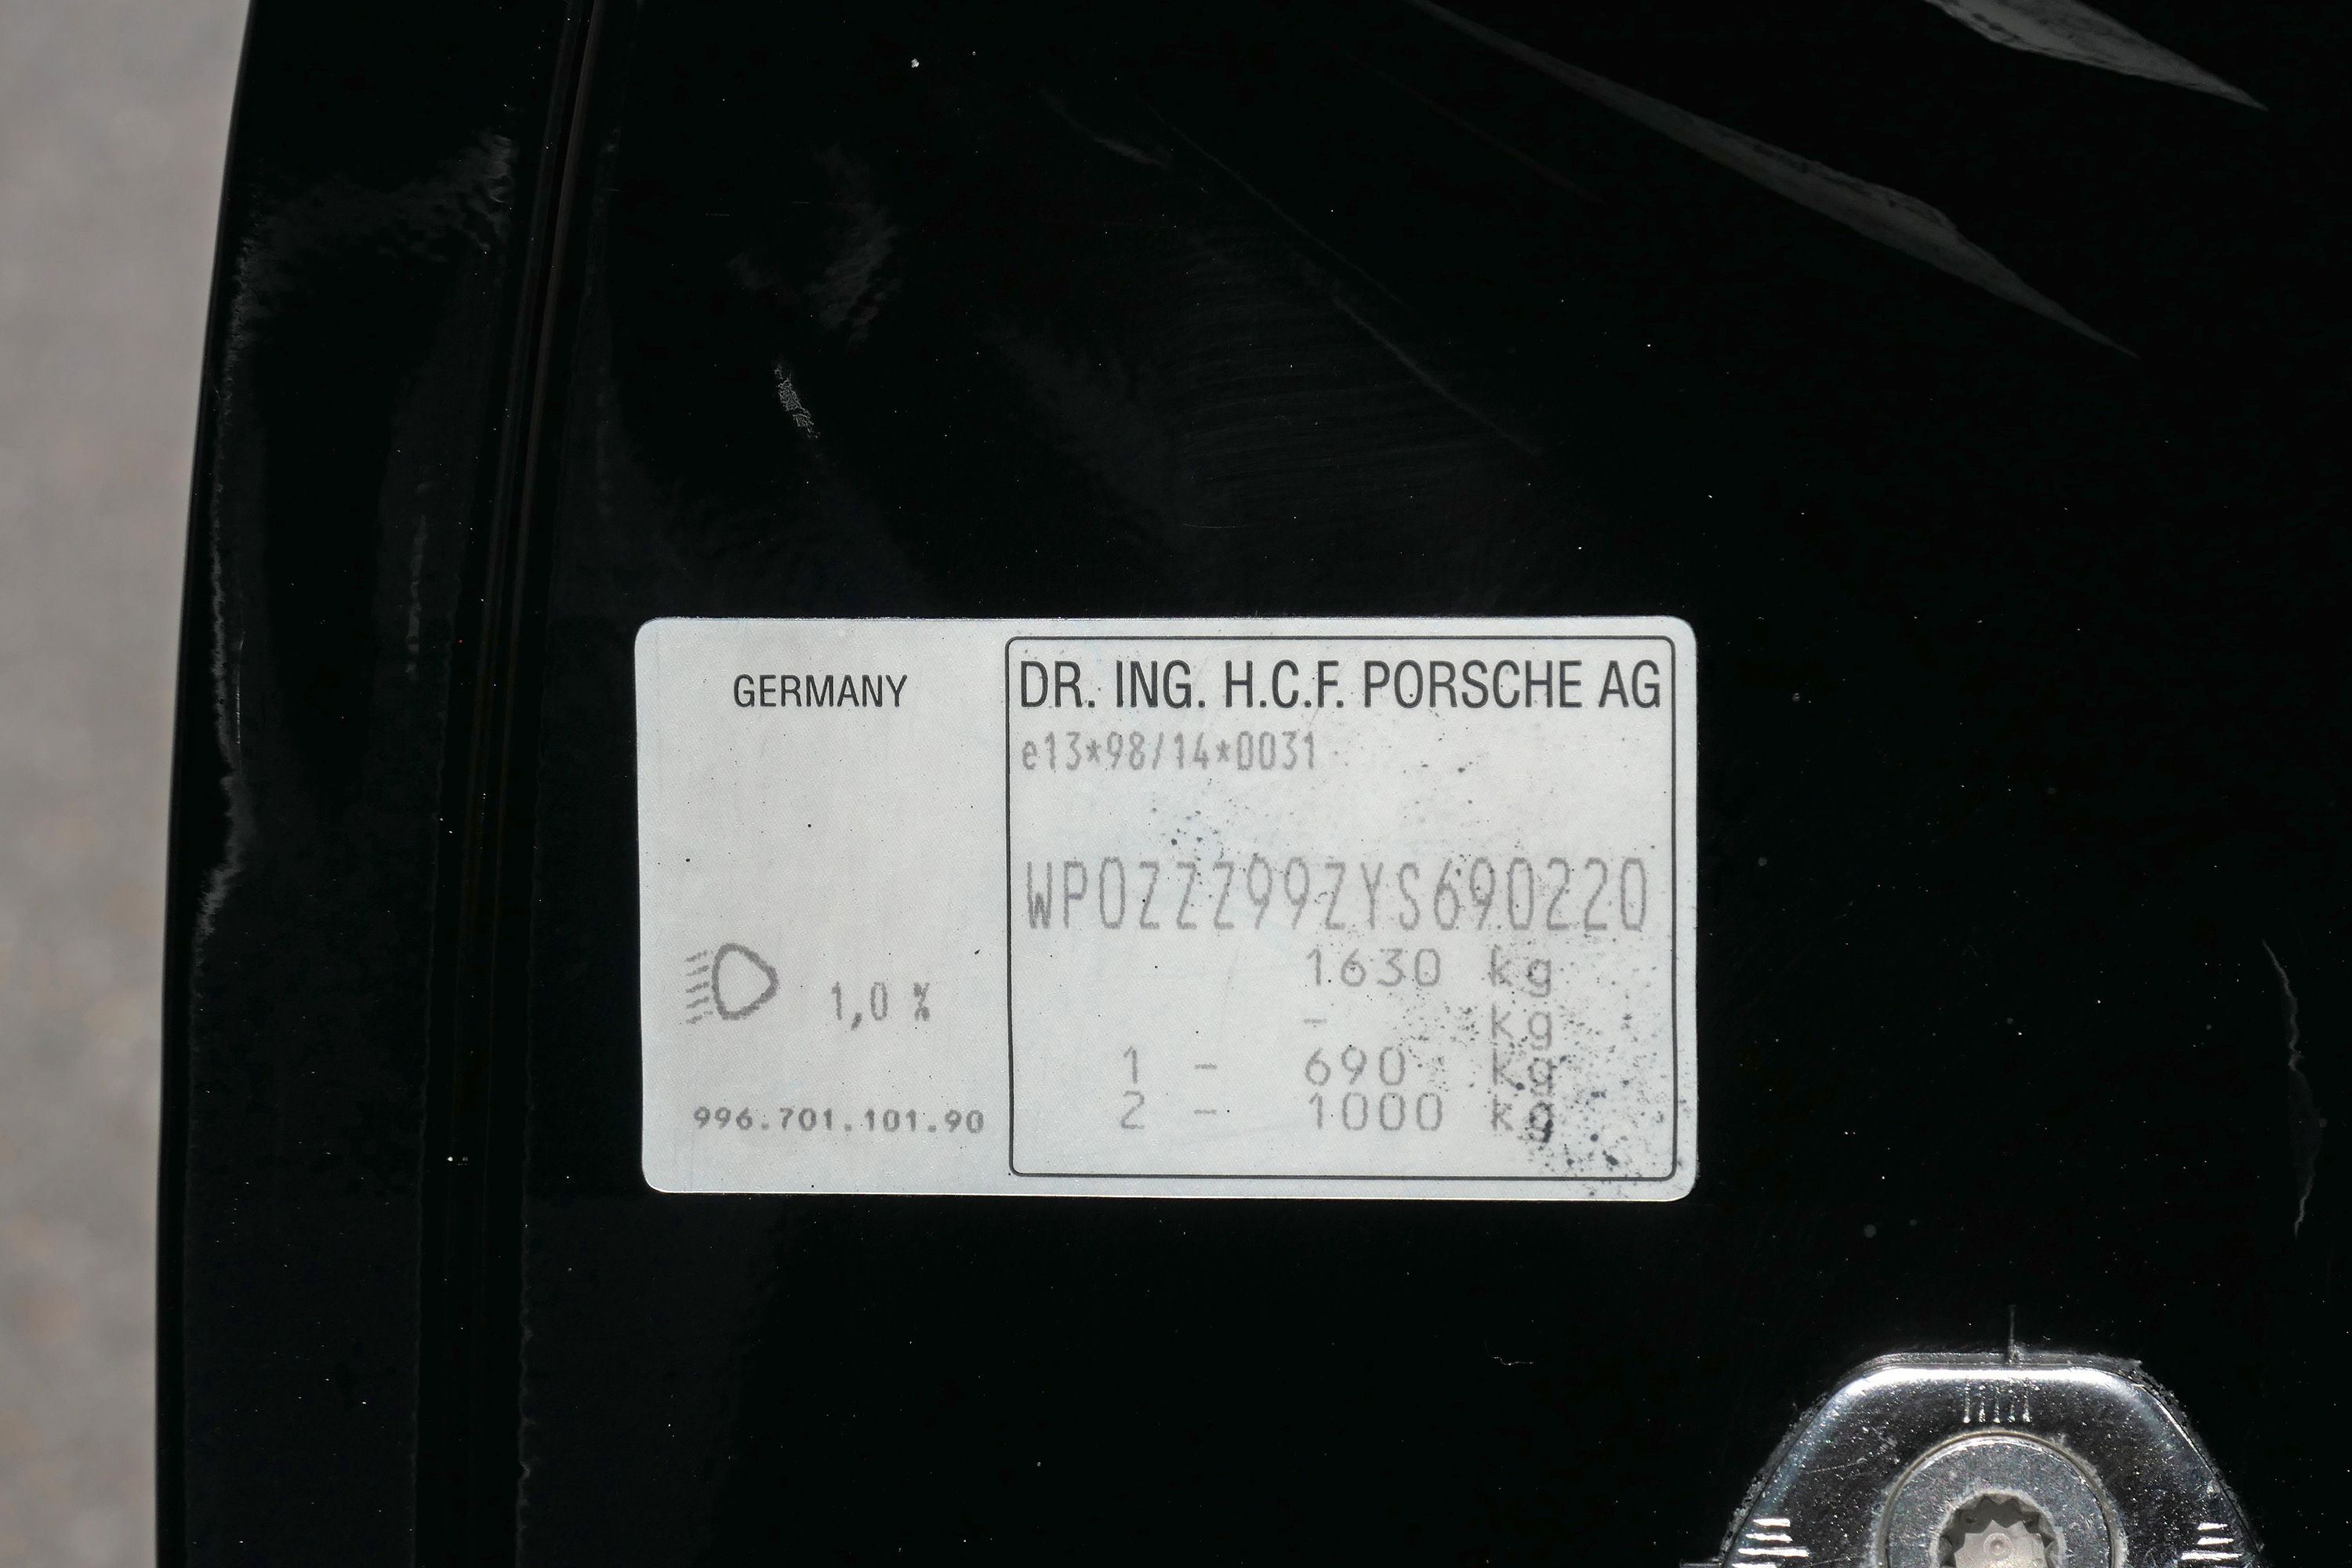 GERMANY
DR. ING. H.C.F. PORSCHE AG
e13*98/14*0031
WP0ZZZ99ZYS690220
1630 kg
- kg
1,0 %
1 - 690 kg
2 - 1000 kg
996.701.101.90